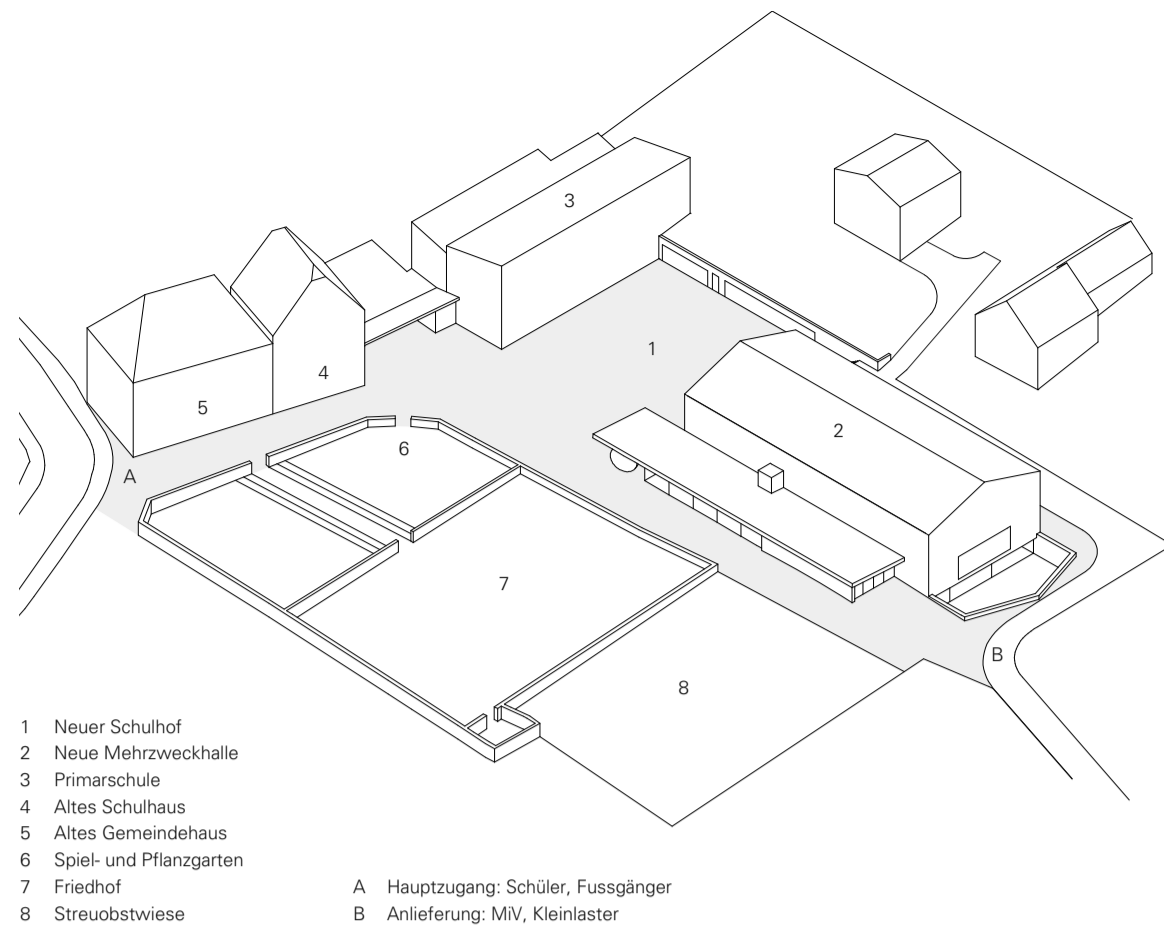 3
1
4
5
2
6
A
7
B
8
1 Neuer Schulhof
2 Neue Mehrzweckhalle
3 Primarschule
4 Altes Schulhaus
5 Altes Gemeindehaus
6 Spiel- und Pflanzgarten
7 Friedhof
8 Streuobstwiese
A Hauptzugang: Schüler, Fussgänger
B Anlieferung: MiV, Kleinlaster